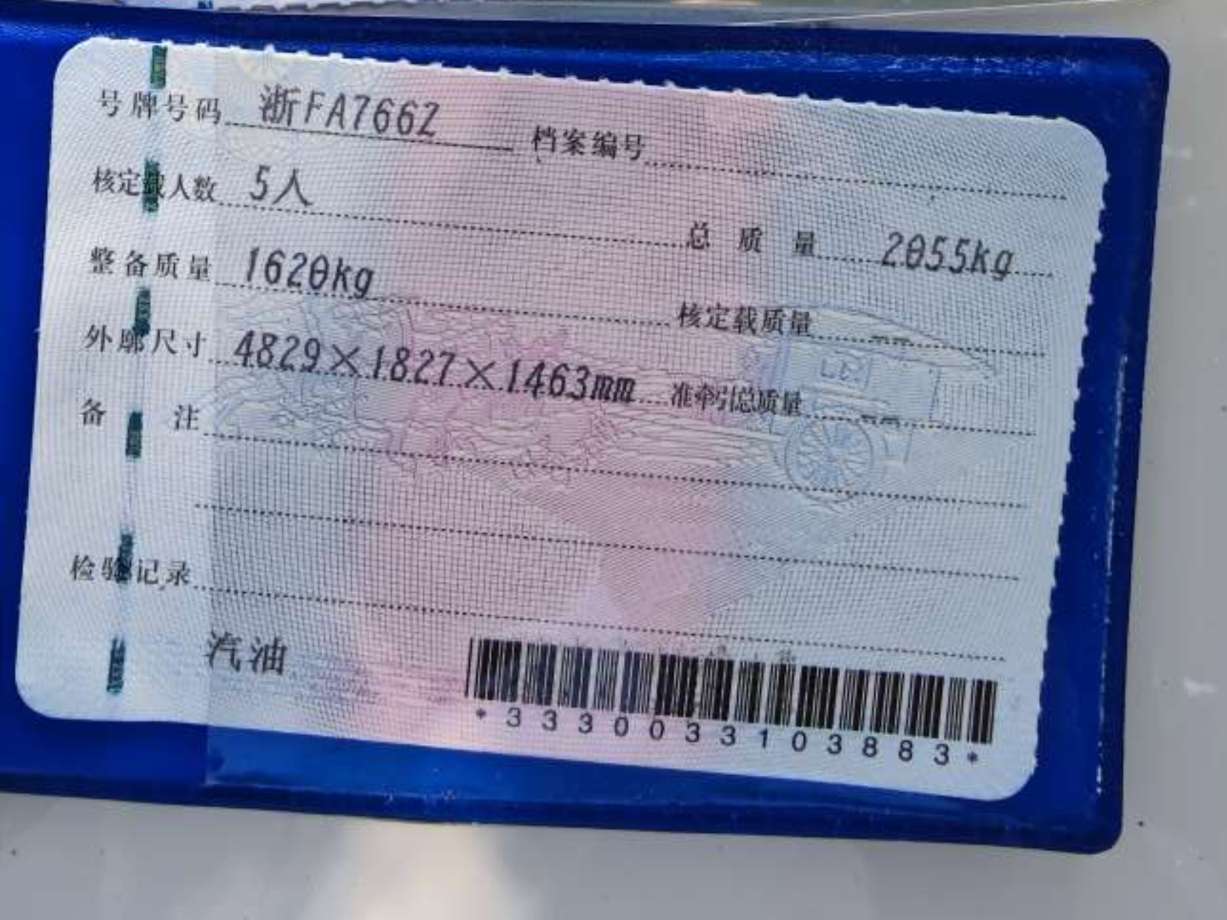 号牌号码 浙FA766Z 档案编号
核定载人数 5人
总质量 2055kg
整备质量 1620kg
核定载质量 --
外廓尺寸 4829×1827×1463mm 准牵引总质量 --
备注
检验记录
汽油
*3330033103883*